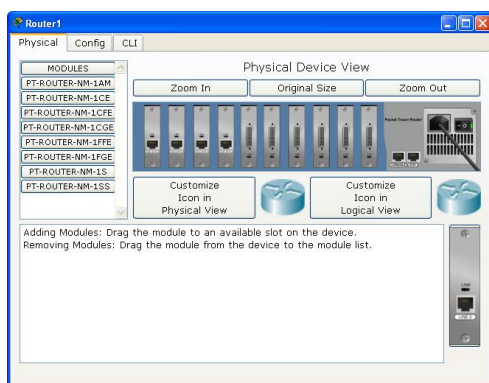 Router1
Physical Config CLI
MODULES
PT-ROUTER-NM-1AM
PT-ROUTER-NM-1CE
PT-ROUTER-NM-1CFE
PT-ROUTER-NM-1CGE
PT-ROUTER-NM-1FFE
PT-ROUTER-NM-1FGE
PT-ROUTER-NM-1S
PT-ROUTER-NM-1SS
Physical Device View
Zoom In Original Size Zoom Out
Packet Tracer Router
Customize
Icon in
Physical View
Customize
Icon in
Logical View
Adding Modules: Drag the module to an available slot on the device.
Removing Modules: Drag the module from the device to the module list.
LINK